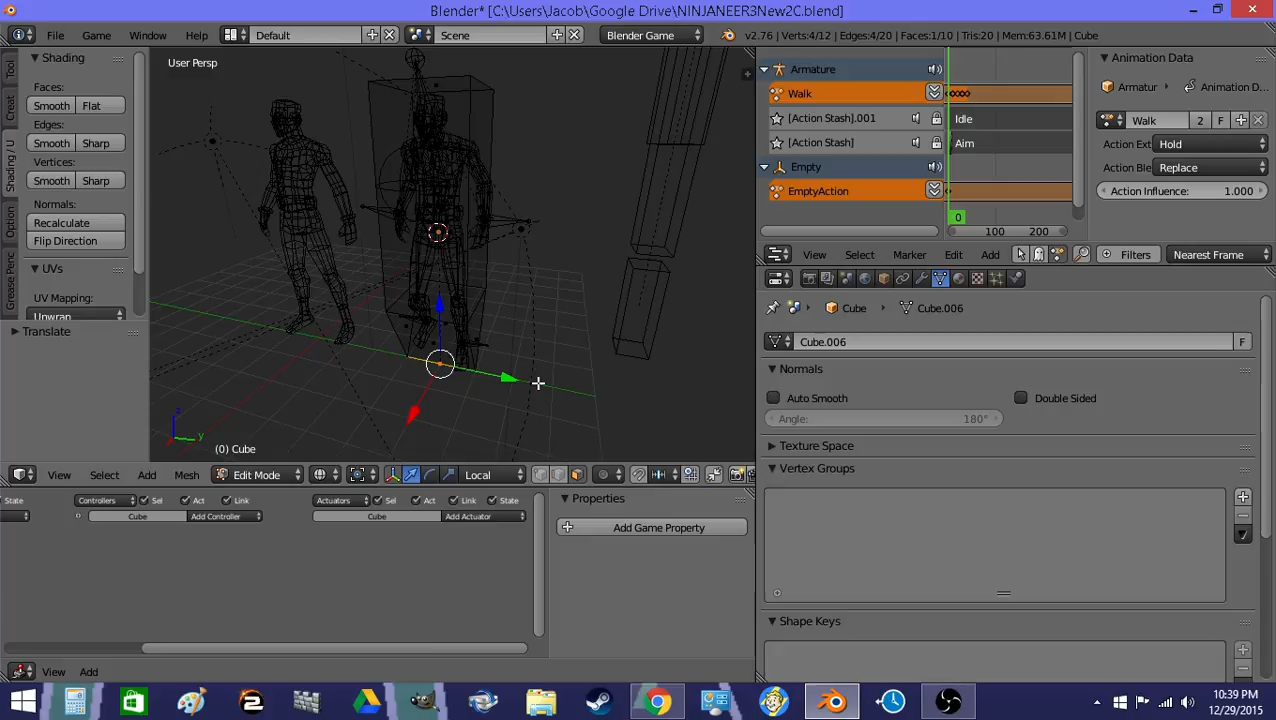 Blender* [C:\Users\Jacob\Google Drive\NINJANEER3New2C.blend]
File Game Window Help Default Scene Blender Game v2.76 | Verts:4/12 | Edges:4/20 | Faces:1/10 | Tris:20 | Mem:63.61M | Cube
Tool
Creat
Shading / U
Option
Grease Penc
Shading
Faces:
Smooth Flat
Edges:
Smooth Sharp
Vertices:
Smooth Sharp
Normals:
Recalculate
Flip Direction
UVs
UV Mapping:
Unwrap
Translate
User Persp
z
y
(0) Cube
View Select Add Mesh Edit Mode Local
Armature
Walk
[Action Stash].001 Idle
[Action Stash] Aim
Empty
EmptyAction
0
0 100 200
Animation Data
Armatur Animation D...
Walk 2 F
Action Ext Hold
Action Ble Replace
Action Influence: 1.000
View Select Marker Edit Add Filters Nearest Frame
Cube Cube.006
Cube.006 F
Normals
Auto Smooth Double Sided
Angle: 180°
Texture Space
Vertex Groups
Shape Keys
State Controllers Sel Act Link Actuators Sel Act Link State
Cube Add Controller Cube Add Actuator
Properties
Add Game Property
View Add
10:39 PM
12/29/2015